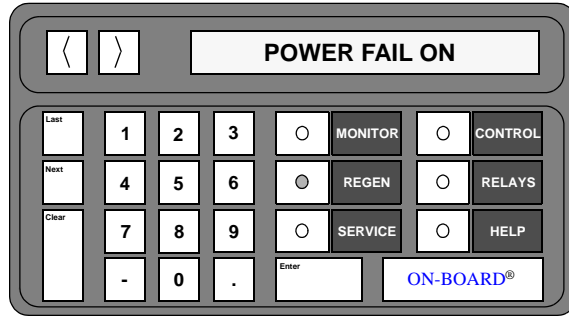 〈 〉 POWER FAIL ON
Last 1 2 3 MONITOR CONTROL
Next 4 5 6 REGEN RELAYS
Clear 7 8 9 SERVICE HELP
- 0 . Enter ON-BOARD®